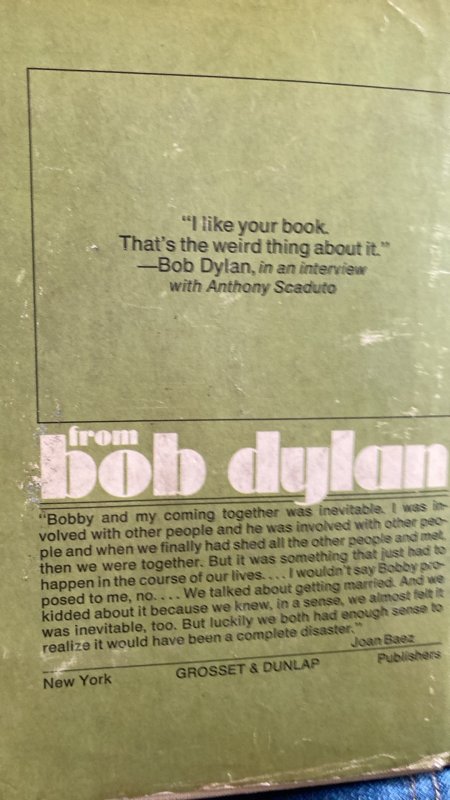 “I like your book.
That’s the weird thing about it.”
—Bob Dylan, in an interview
with Anthony Scaduto
from
bob dylan
“Bobby and my coming together was inevitable. I was in-
volved with other people and he was involved with other peo-
ple and when we finally had shed all the other people and met,
then we were together. But it was something that just had to
happen in the course of our lives. . . . I wouldn’t say Bobby pro-
posed to me, no. . . . We talked about getting married. And we
kidded about it because we knew, in a sense, we almost felt it
was inevitable, too. But luckily we both had enough sense to
realize it would have been a complete disaster.”
Joan Baez
New York GROSSET & DUNLAP Publishers